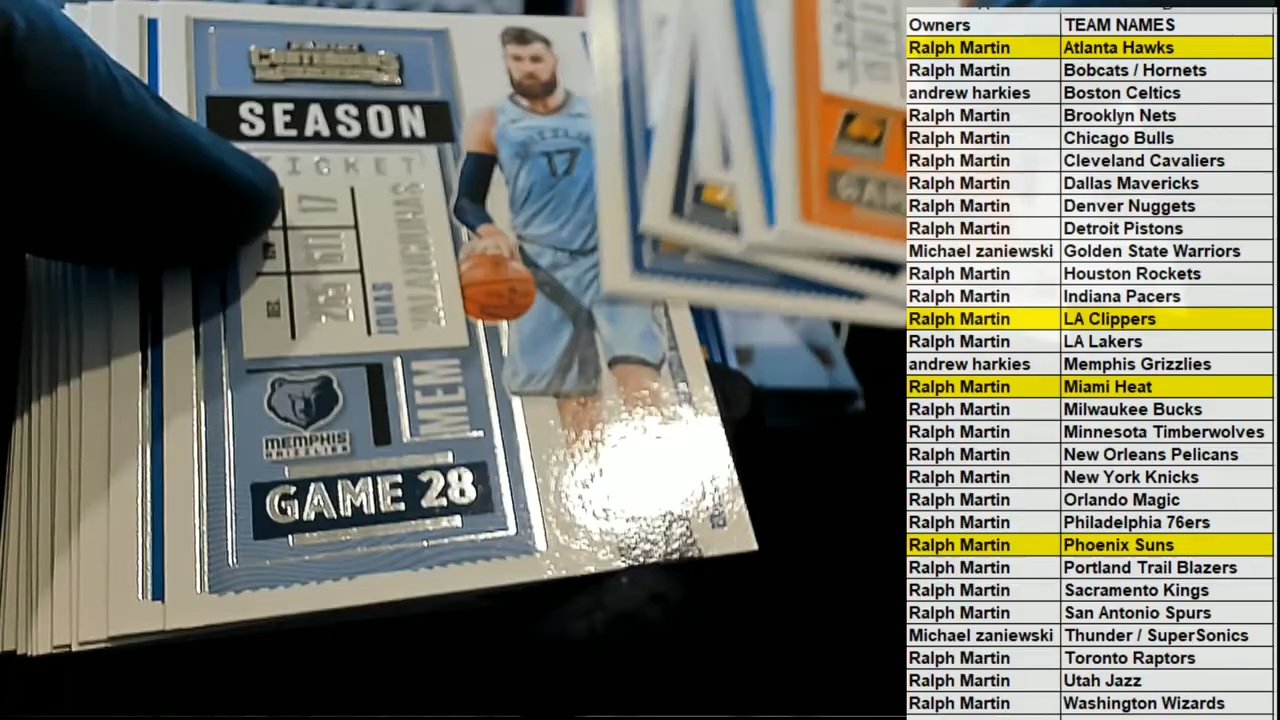 SEASON
TICKET
17
JONAS
VALANCIUNAS
MEM
MEMPHIS
GRIZZLIES
GAME 28
GRIZZLIES
17
GAM
Owners TEAM NAMES
Ralph Martin Atlanta Hawks
Ralph Martin Bobcats / Hornets
andrew harkies Boston Celtics
Ralph Martin Brooklyn Nets
Ralph Martin Chicago Bulls
Ralph Martin Cleveland Cavaliers
Ralph Martin Dallas Mavericks
Ralph Martin Denver Nuggets
Ralph Martin Detroit Pistons
Michael zaniewski Golden State Warriors
Ralph Martin Houston Rockets
Ralph Martin Indiana Pacers
Ralph Martin LA Clippers
Ralph Martin LA Lakers
andrew harkies Memphis Grizzlies
Ralph Martin Miami Heat
Ralph Martin Milwaukee Bucks
Ralph Martin Minnesota Timberwolves
Ralph Martin New Orleans Pelicans
Ralph Martin New York Knicks
Ralph Martin Orlando Magic
Ralph Martin Philadelphia 76ers
Ralph Martin Phoenix Suns
Ralph Martin Portland Trail Blazers
Ralph Martin Sacramento Kings
Ralph Martin San Antonio Spurs
Michael zaniewski Thunder / SuperSonics
Ralph Martin Toronto Raptors
Ralph Martin Utah Jazz
Ralph Martin Washington Wizards